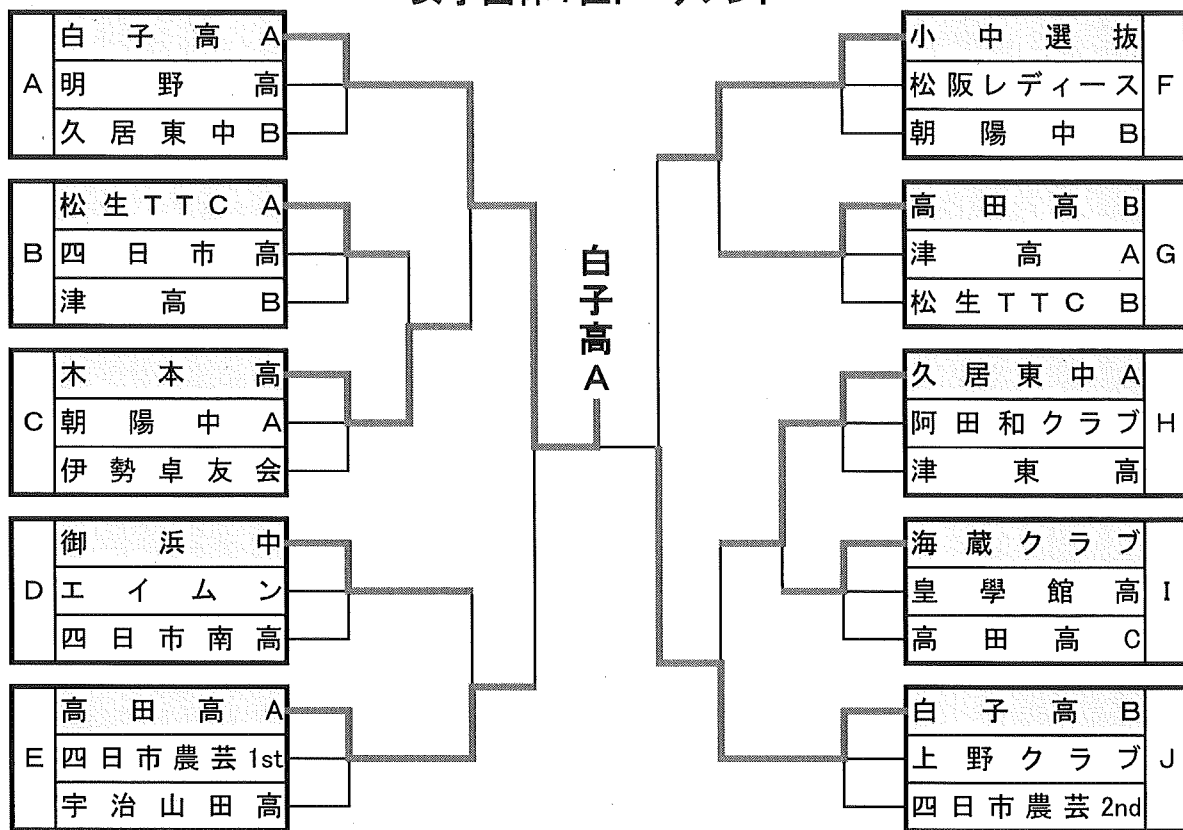 A
白子高A
明野高
久居東中B
B
松生TTC A
四日市高
津高B
C
木本高
朝陽中A
伊勢卓友会
D
御浜中
エイムン
四日市南高
E
高田高A
四日市農芸1st
宇治山田高
白子高A
小中選抜
松阪レディース
朝陽中B
F
高田高B
津高A
松生TTC B
G
久居東中A
阿田和クラブ
津東高
H
海蔵クラブ
皇學館高
高田高C
I
白子高B
上野クラブ
四日市農芸2nd
J